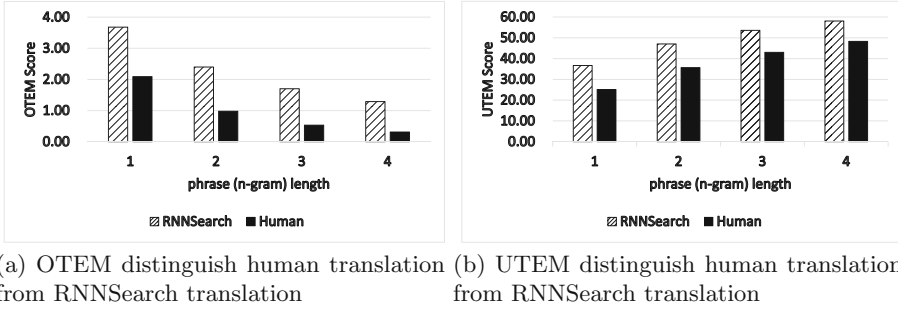 4.00
3.00
2.00
1.00
0.00
OTEM Score
1 2 3 4
phrase (n-gram) length
RNNSearch Human
60.00
50.00
40.00
30.00
20.00
10.00
0.00
UTEM Score
1 2 3 4
phrase (n-gram) length
RNNSearch Human
(a) OTEM distinguish human translation
from RNNSearch translation
(b) UTEM distinguish human translation
from RNNSearch translation